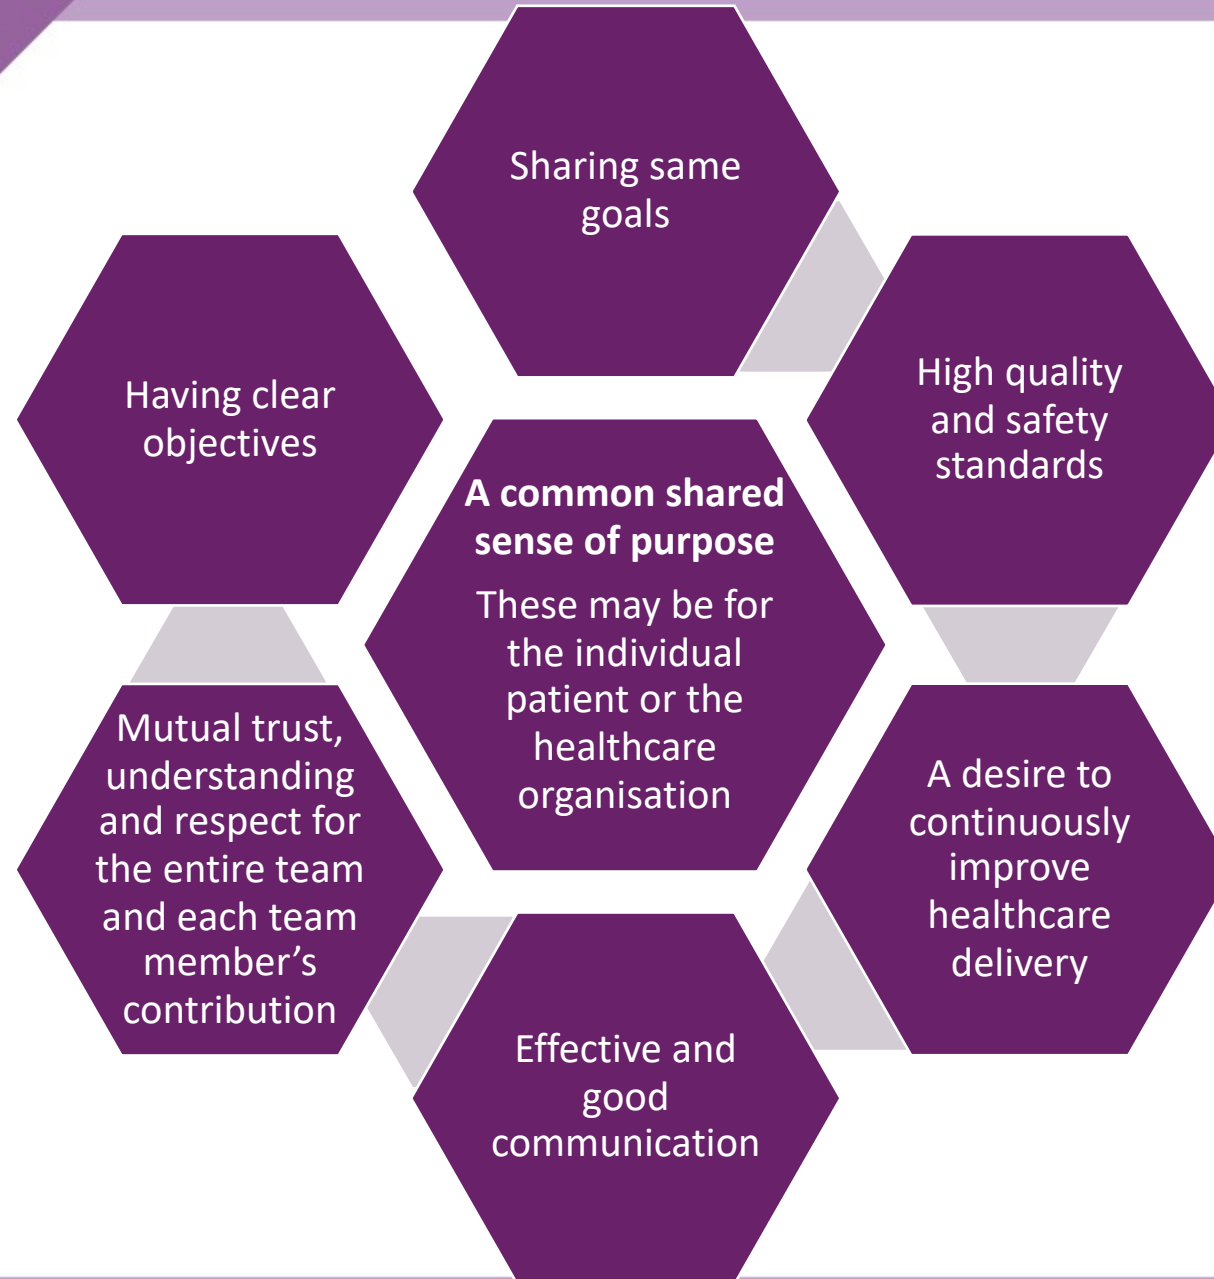 Sharing same
goals
High quality
and safety
standards
A desire to
continuously
improve
healthcare
delivery
Effective and
good
communication
Mutual trust,
understanding
and respect for
the entire team
and each team
member’s
contribution
Having clear
objectives
A common shared
sense of purpose
These may be for
the individual
patient or the
healthcare
organisation